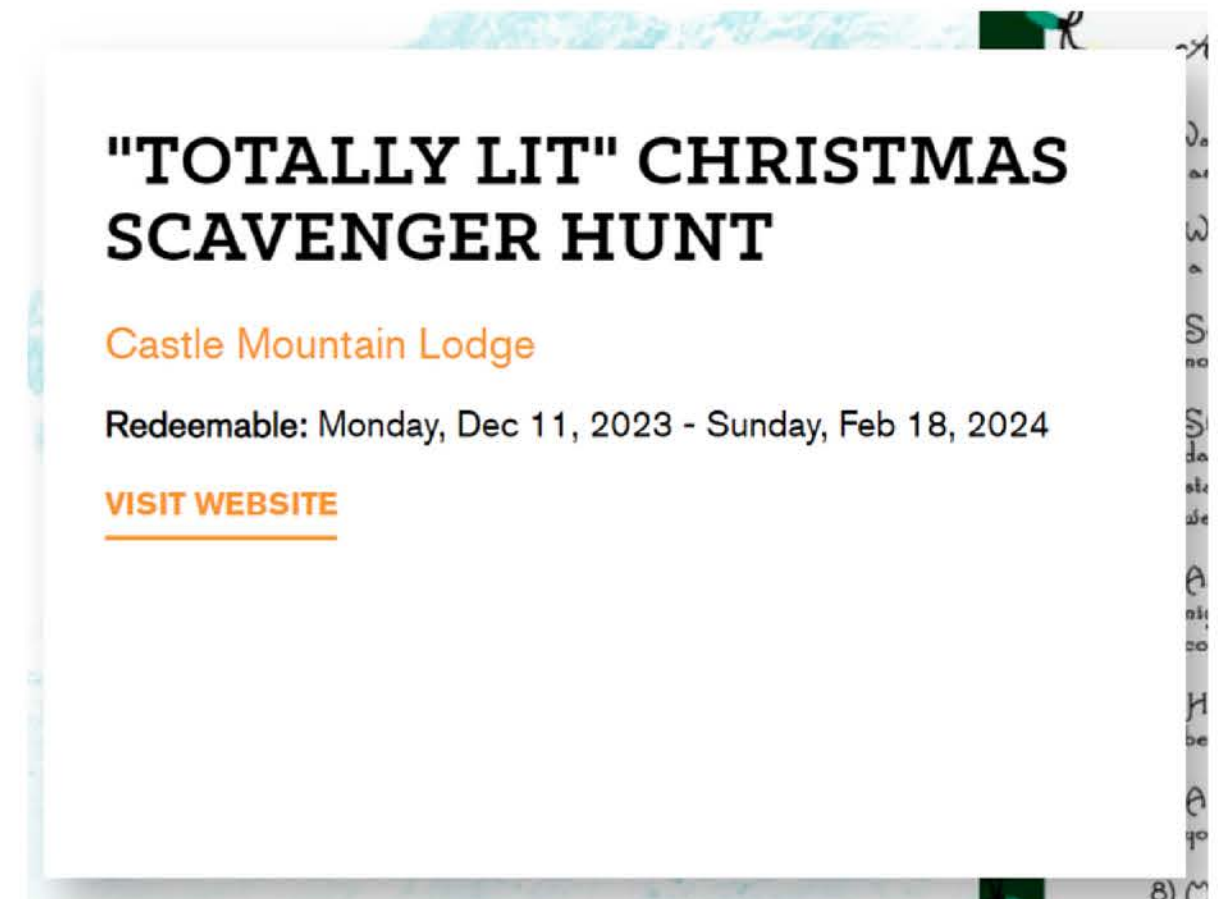 "TOTALLY LIT" CHRISTMAS
SCAVENGER HUNT
Castle Mountain Lodge
Redeemable: Monday, Dec 11, 2023 - Sunday, Feb 18, 2024
VISIT WEBSITE
8)